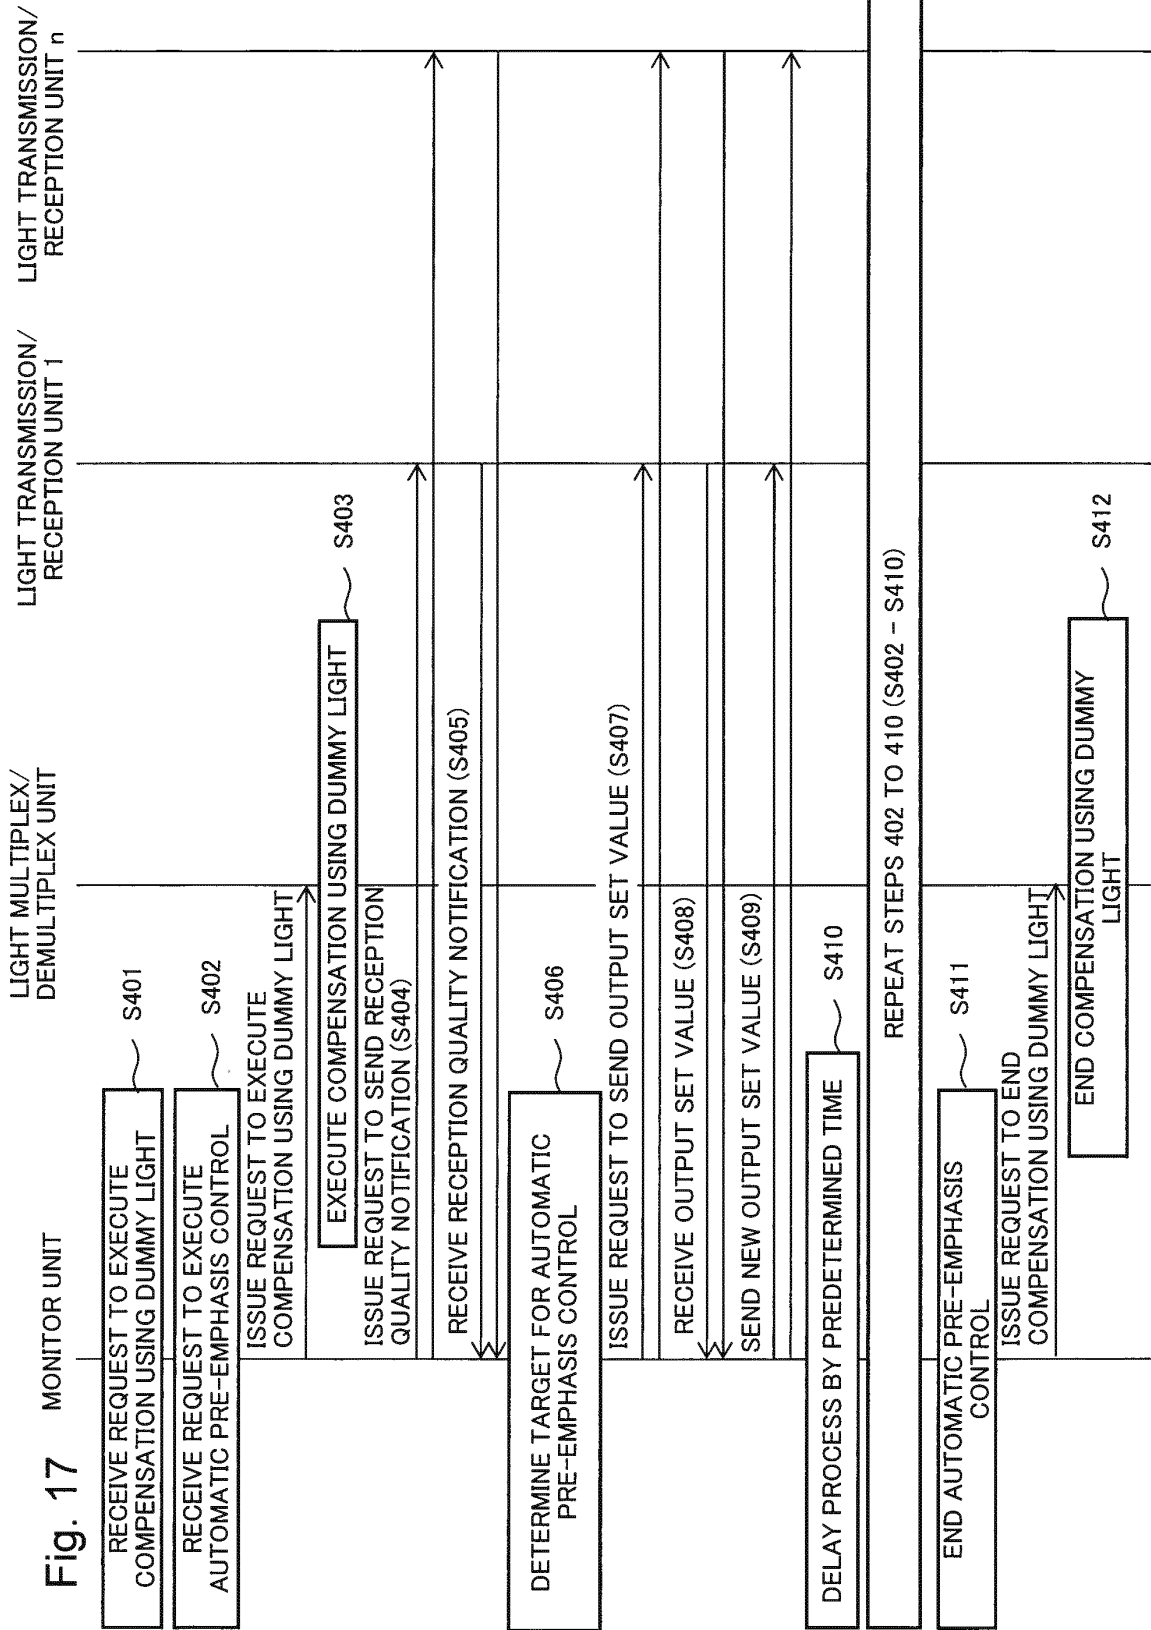 Fig. 17
MONITOR UNIT
LIGHT MULTIPLEX/
DEMUTIPLEX UNIT
LIGHT TRANSMISSION/
RECEPTION UNIT 1
LIGHT TRANSMISSION/
RECEPTION UNIT n
RECEIVE REQUEST TO EXECUTE
COMPENSATION USING DUMMY LIGHT
S401
RECEIVE REQUEST TO EXECUTE
AUTOMATIC PRE-EMPHASIS CONTROL
S402
ISSUE REQUEST TO EXECUTE
COMPENSATION USING DUMMY LIGHT
EXECUTE COMPENSATION USING DUMMY LIGHT
S403
ISSUE REQUEST TO SEND RECEPTION
QUALITY NOTIFICATION (S404)
RECEIVE RECEPTION QUALITY NOTIFICATION (S405)
DETERMINE TARGET FOR AUTOMATIC
PRE-EMPHASIS CONTROL
S406
ISSUE REQUEST TO SEND OUTPUT SET VALUE (S407)
RECEIVE OUTPUT SET VALUE (S408)
SEND NEW OUTPUT SET VALUE (S409)
DELAY PROCESS BY PREDETERMINED TIME
S410
REPEAT STEPS 402 TO 410 (S402 - S410)
END AUTOMATIC PRE-EMPHASIS
CONTROL
S411
ISSUE REQUEST TO END
COMPENSATION USING DUMMY LIGHT
END COMPENSATION USING DUMMY
LIGHT
S412